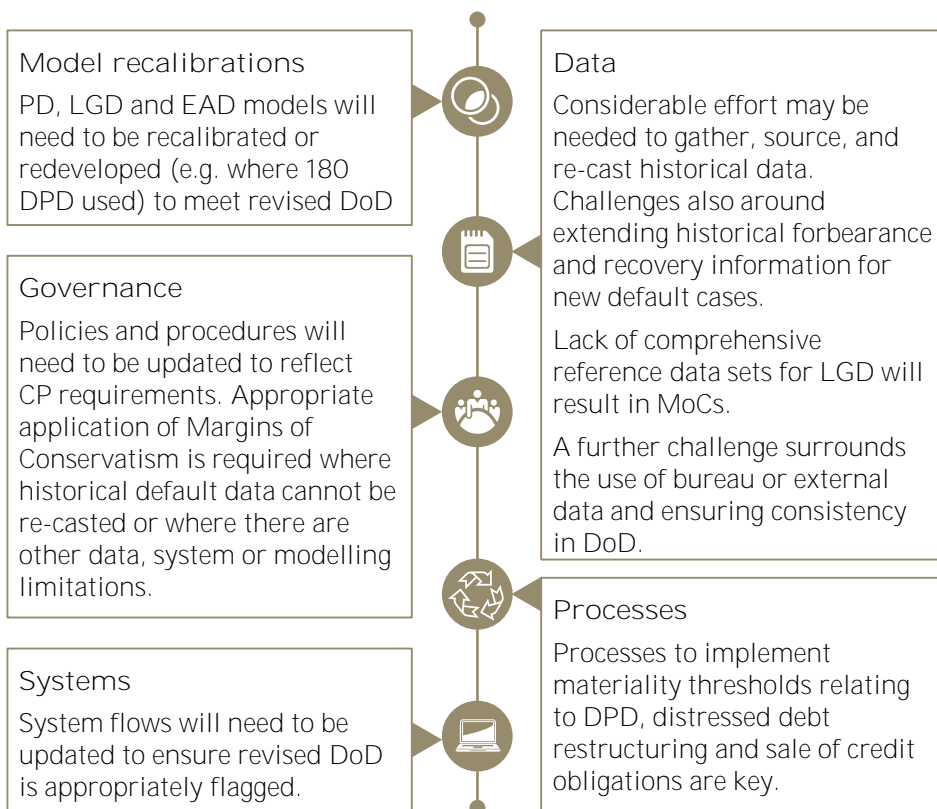 Model recalibrations
PD, LGD and EAD models will
need to be recalibrated or
redeveloped (e.g. where 180
DPD used) to meet revised DoD
Data
Considerable effort may be
needed to gather, source, and
re-cast historical data.
Challenges also around
extending historical forbearance
and recovery information for
new default cases.
Lack of comprehensive
reference data sets for LGD will
result in MoCs.
A further challenge surrounds
the use of bureau or external
data and ensuring consistency
in DoD.
Governance
Policies and procedures will
need to be updated to reflect
CP requirements. Appropriate
application of Margins of
Conservatism is required where
historical default data cannot be
re-casted or where there are
other data, system or modelling
limitations.
Processes
Processes to implement
materiality thresholds relating
to DPD, distressed debt
restructuring and sale of credit
obligations are key.
Systems
System flows will need to be
updated to ensure revised DoD
is appropriately flagged.